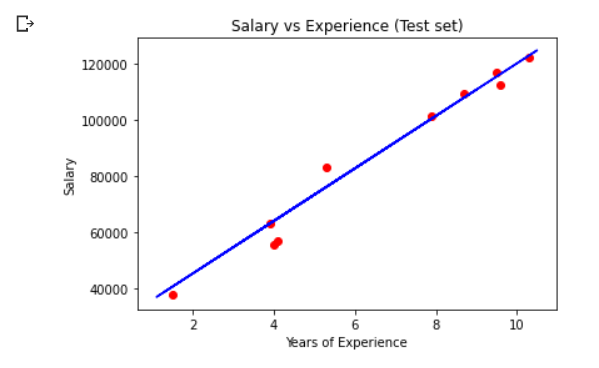 Salary vs Experience (Test set)
120000
100000
80000
60000
40000
Salary
2 4 6 8 10
Years of Experience